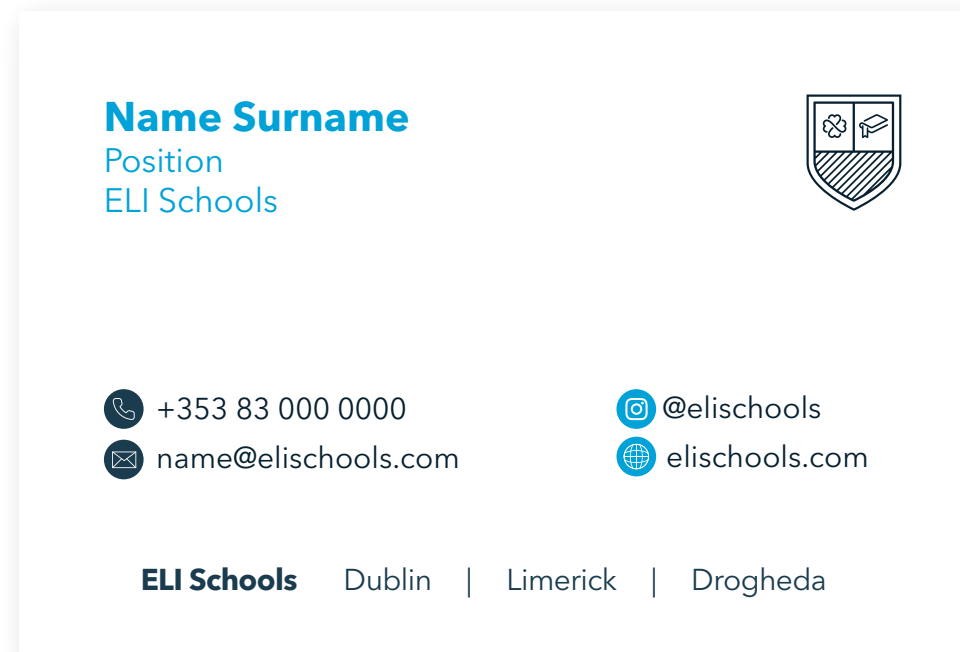 Name Surname
Position
ELI Schools
+353 83 000 0000
@elischools
name@elischools.com
elischools.com
ELI Schools Dublin | Limerick | Drogheda